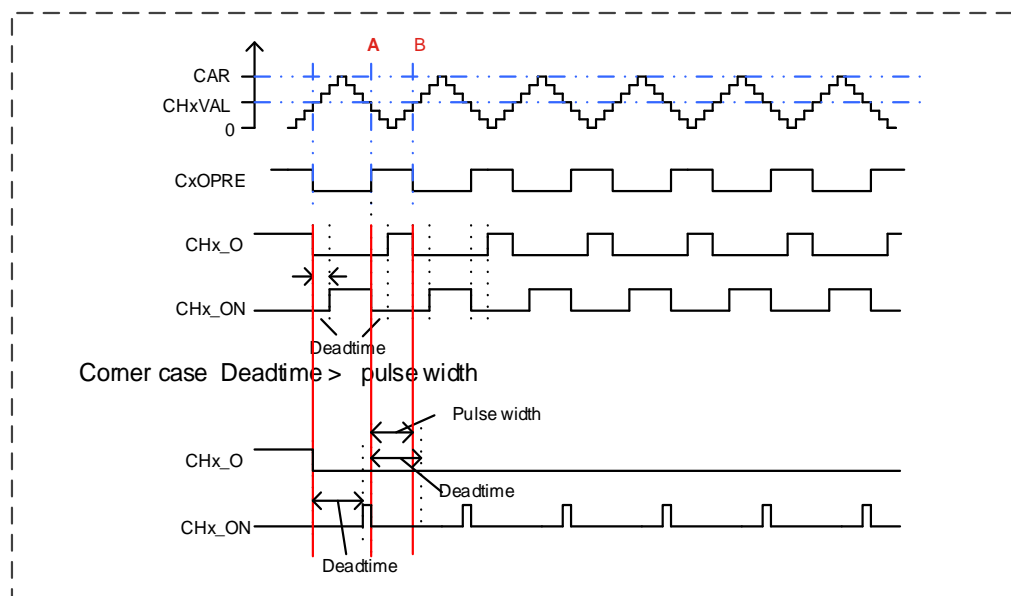 A B
CAR
CHxVAL
0
CxOPRE
CHx_O
CHx_ON
Deadtime
Corner case Deadtime > pulse width
Pulse width
CHx_O
Deadtime
CHx_ON
Deadtime